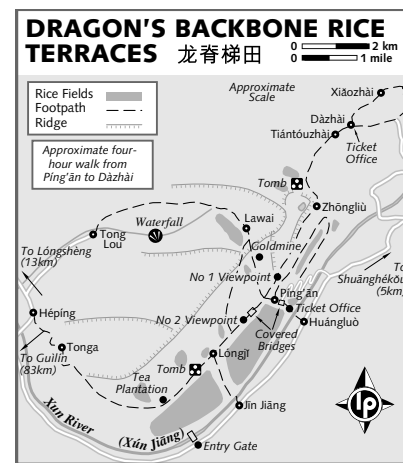 DRAGON'S BACKBONE RICE
TERRACES 龙脊梯田
0 2 km
0 1 mile
Rice Fields
Footpath
Ridge
Approximate
Scale
Xiǎozhài
Dàzhài
Tiántóuzhài
Ticket
Office
Approximate four-
hour walk from
Píng'ān to Dàzhài
Tomb
Zhōngliù
Waterfall
Lawai
Tong
Lou
Goldmine
To Lóngshèng
(13km)
No 1 Viewpoint
To
Shuānghékǒu
(5km)
Píng'ān
Ticket Office
Hépíng
No 2 Viewpoint
Huángluò
Covered
Bridges
Tonga
To Guìlín
(83km)
Lóngjǐ
Tomb
Tea
Plantation
Jīn Jiāng
Xun River
(Xún Jiāng)
Entry Gate
lp